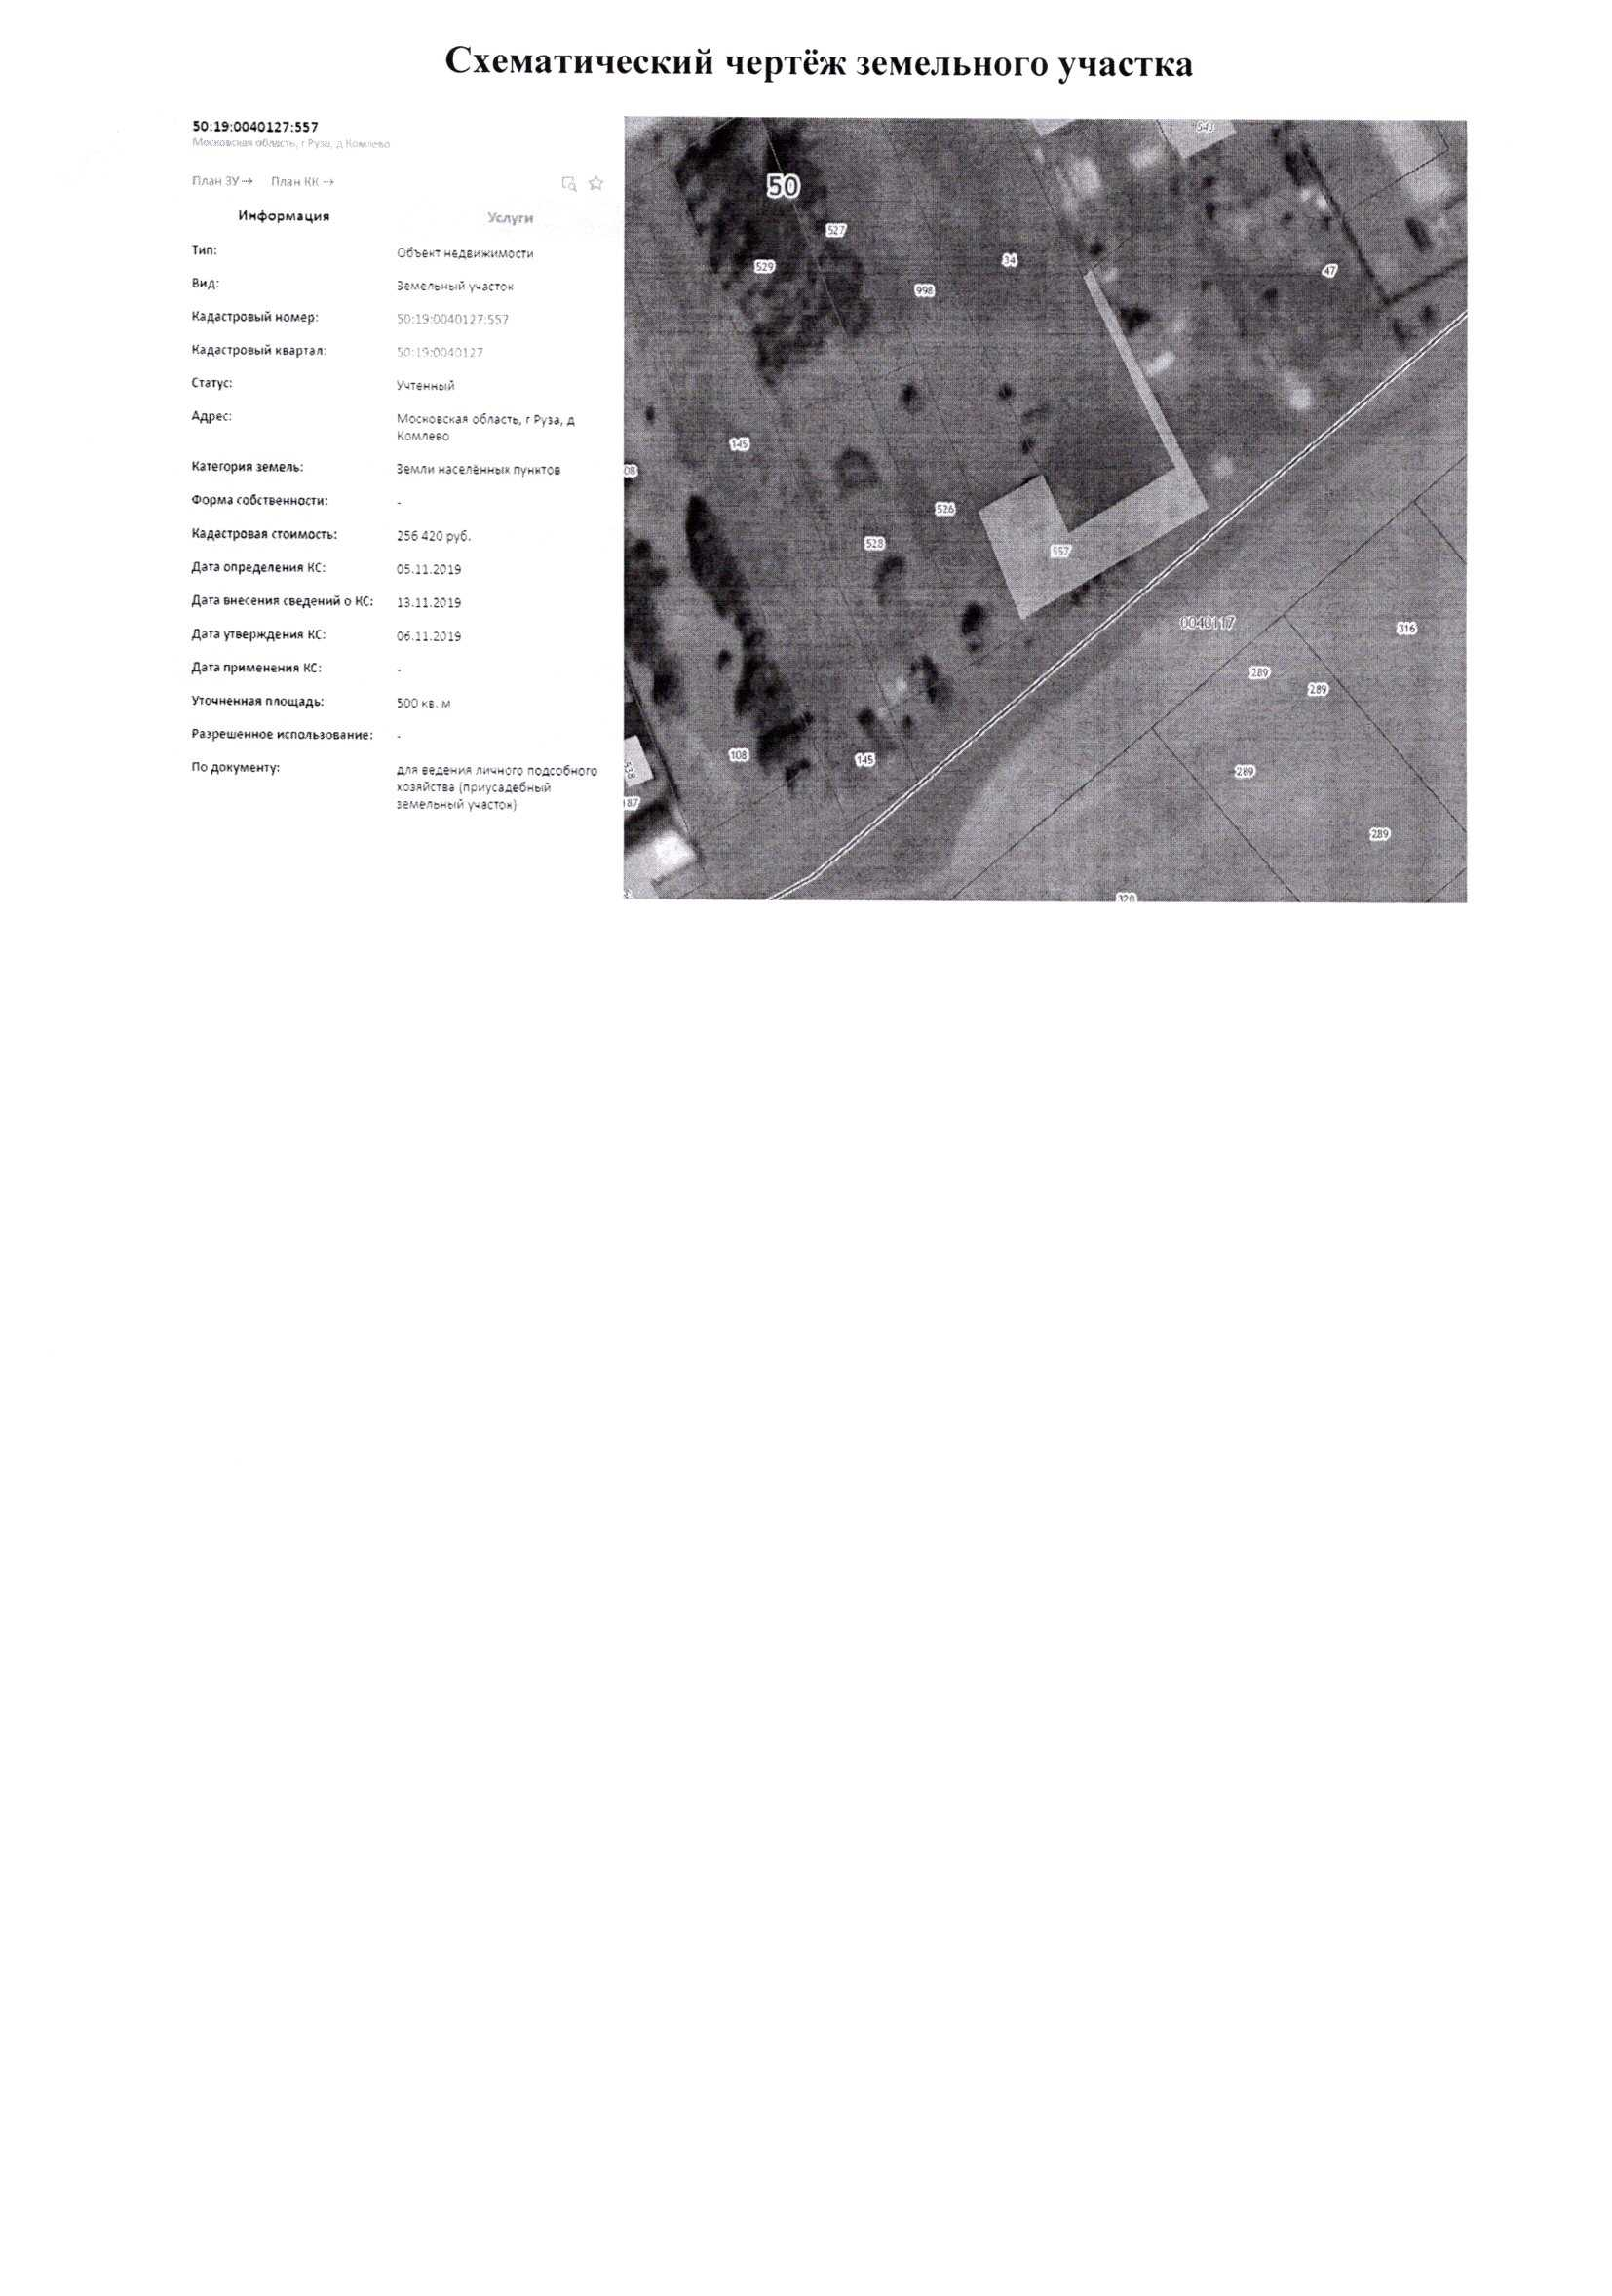 Схематический чертёж земельного участка
50:19:0040127:557
Московская область, г Руза, д Комлево
План ЗУ→ План КК→
Информация Услуги
Тип: Объект недвижимости
Вид: Земельный участок
Кадастровый номер: 50:19:0040127:557
Кадастровый квартал: 50:19:0040127
Статус: Учтенный
Адрес: Московская область, г Руза, д
Комлево
Категория земель: Земли населённых пунктов
Форма собственности: -
Кадастровая стоимость: 256 420 руб.
Дата определения КС: 05.11.2019
Дата внесения сведений о КС: 13.11.2019
Дата утверждения КС: 06.11.2019
Дата применения КС: -
Уточненная площадь: 500 кв. м
Разрешенное использование: -
По документу: для ведения личного подсобного
хозяйства (приусадебный
земельный участок)
543
50
527
34
529
47
998
145
08
526
528
557
0040117
316
289
289
108
145
289
87
289
320